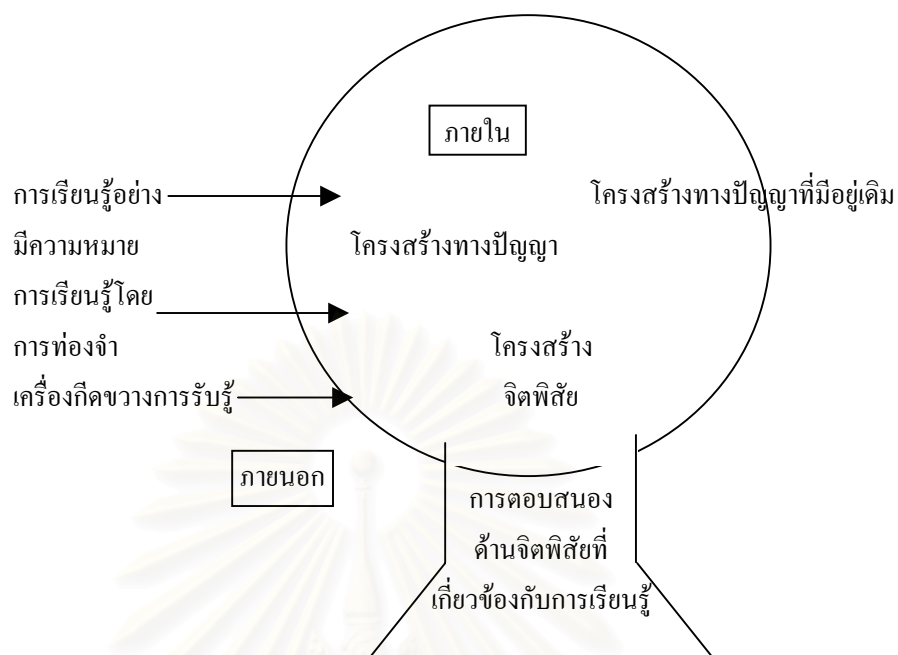 ภายใน
การเรียนรู้อย่าง
มีความหมาย
โครงสร้างทางปัญญาที่มีอยู่เดิม
โครงสร้างทางปัญญา
การเรียนรู้โดย
การท่องจำ
โครงสร้าง
จิตพิสัย
เครื่องกีดขวางการรับรู้
ภายนอก
การตอบสนอง
ด้านจิตพิสัยที่
เกี่ยวข้องกับการเรียนรู้